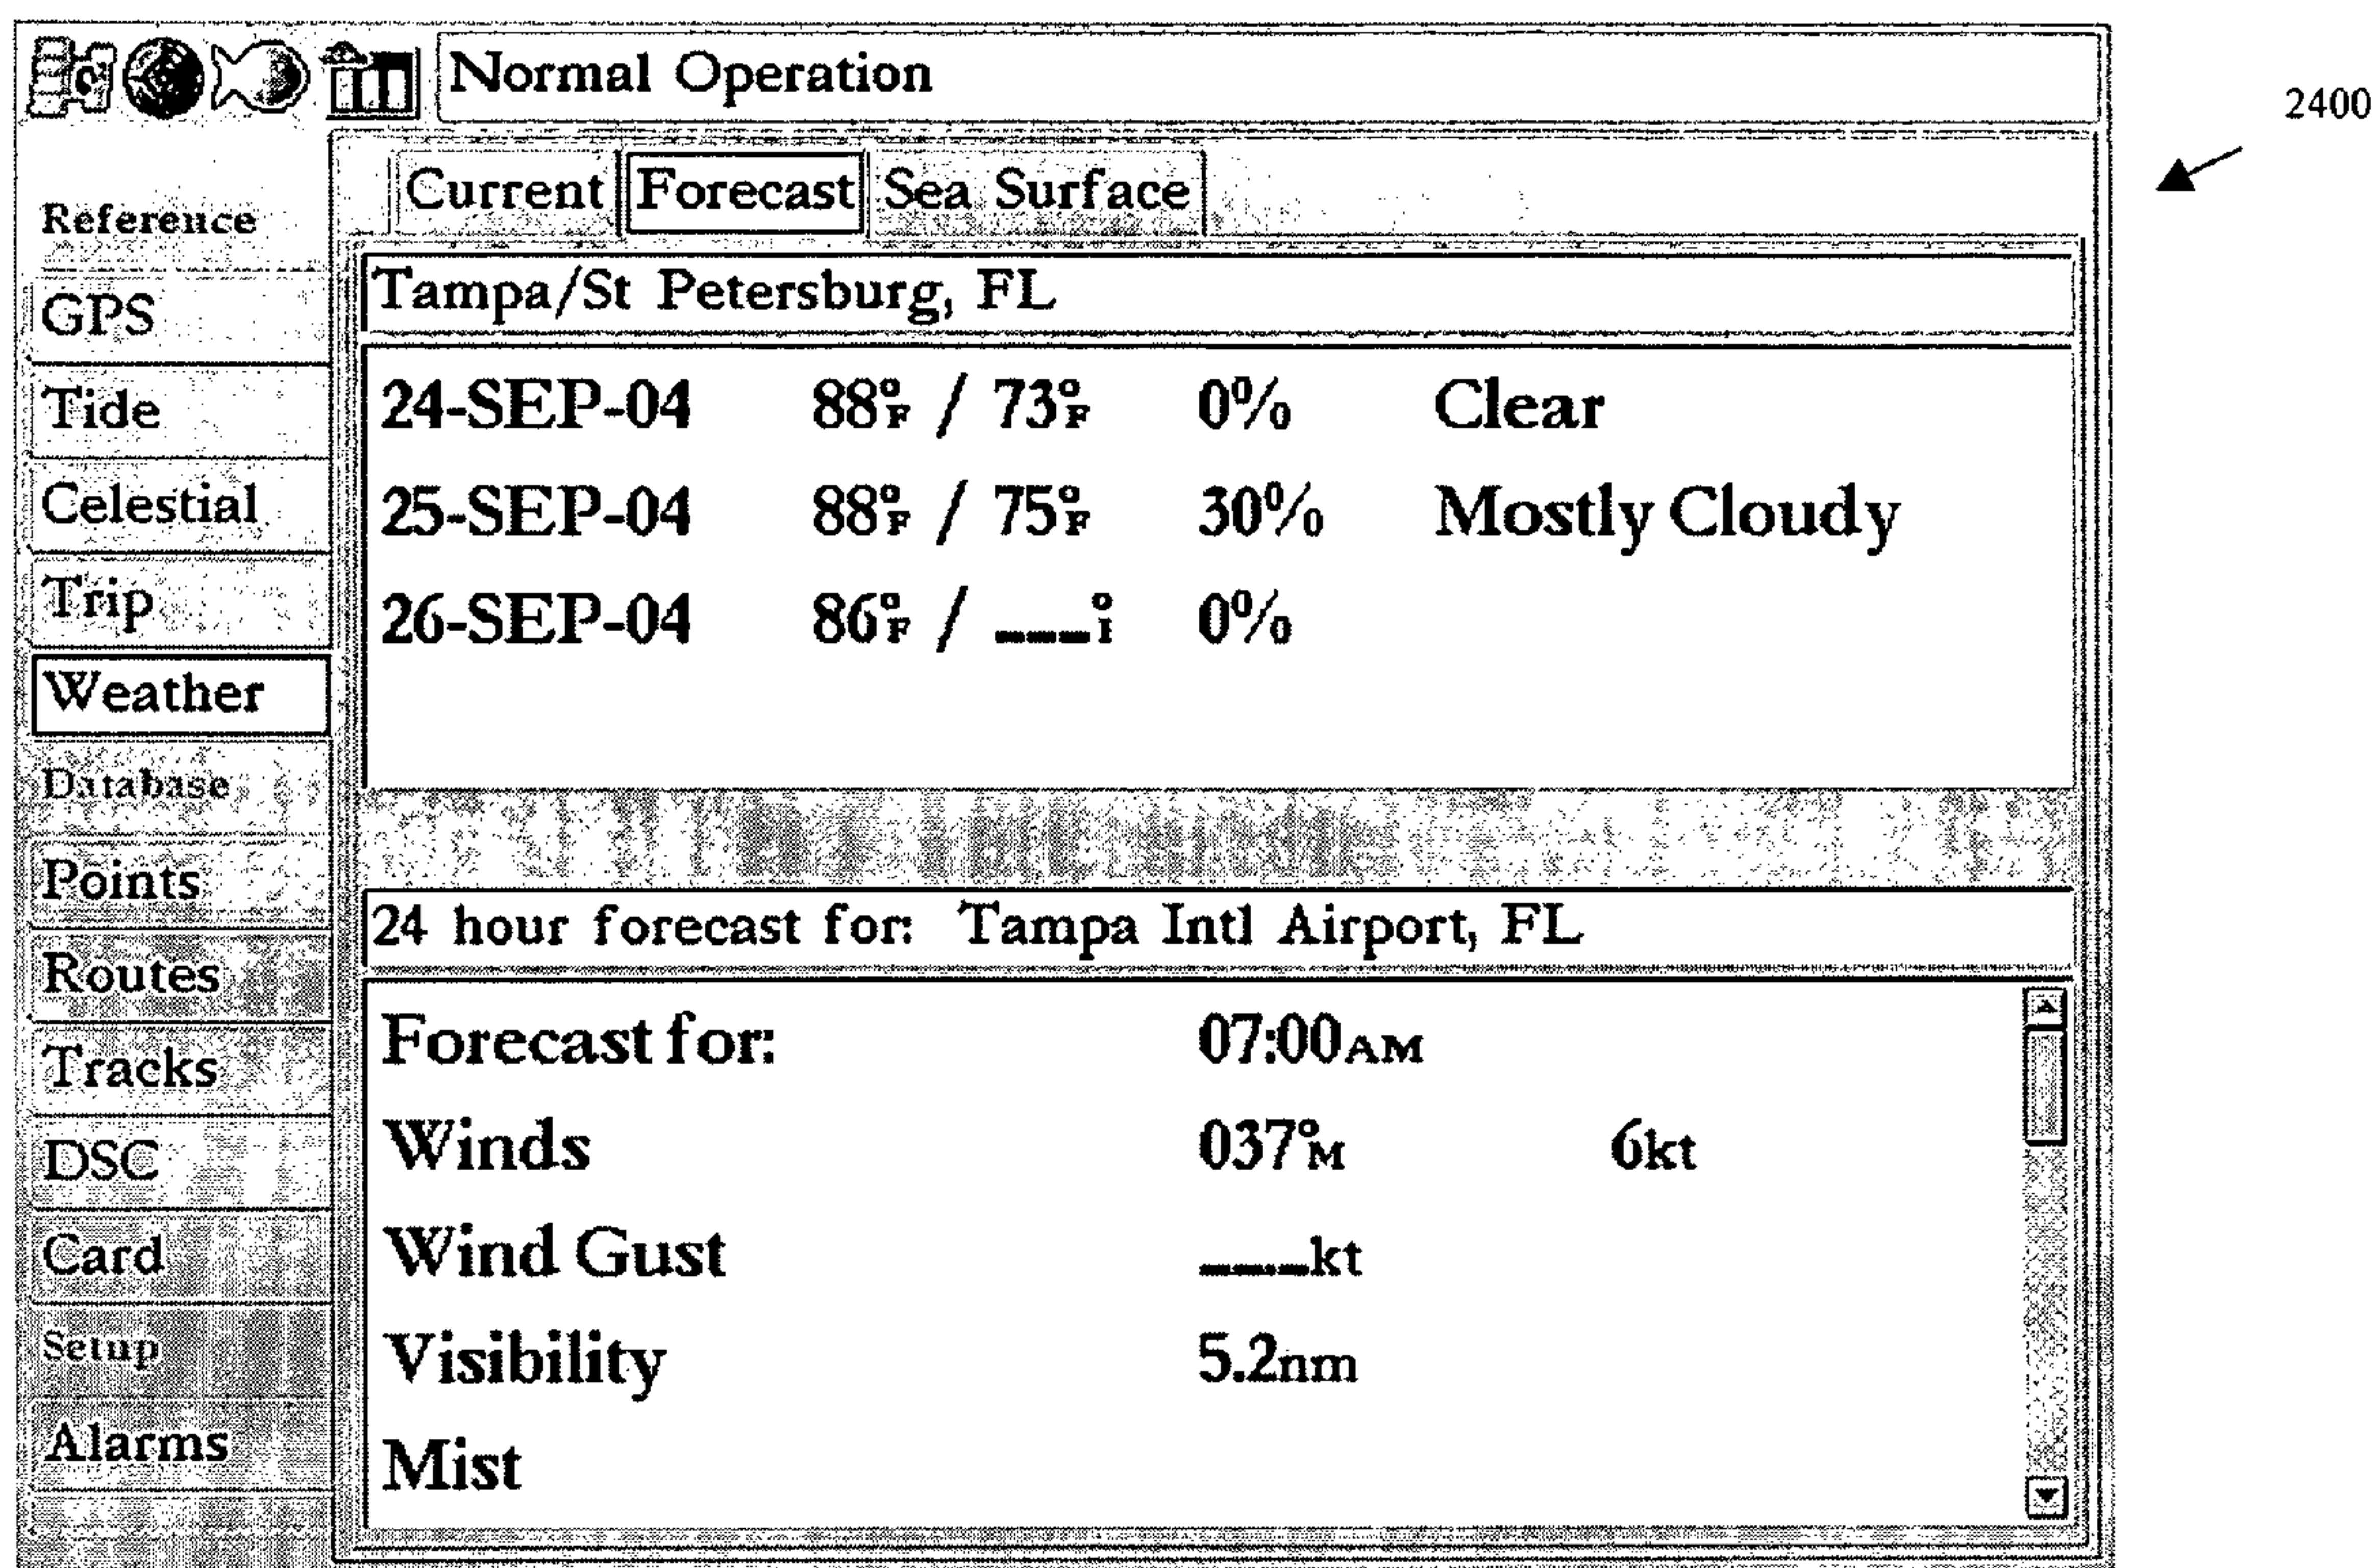 Normal Operation
2400
Current Forecast Sea Surface
Reference
GPS
Tide
Celestial
Trip
Weather
Database
Points
Routes
Tracks
DSC
Card
Setup
Alarms
Tampa/St Petersburg, FL
24-SEP-04 88°F / 73°F 0% Clear
25-SEP-04 88°F / 75°F 30% Mostly Cloudy
26-SEP-04 86°F / ___° 0%
24 hour forecast for: Tampa Intl Airport, FL
Forecast for: 07:00AM
Winds 037°M 6kt
Wind Gust ___kt
Visibility 5.2nm
Mist